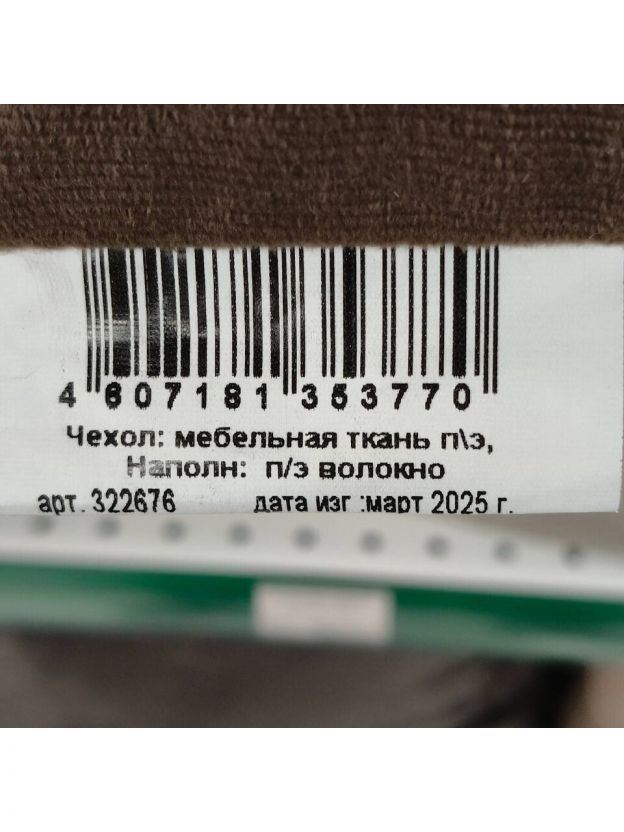 4 607181 353770
Чехол: мебельная ткань п\э,
Наполн: п/э волокно
арт. 322676 дата изг :март 2025 г.